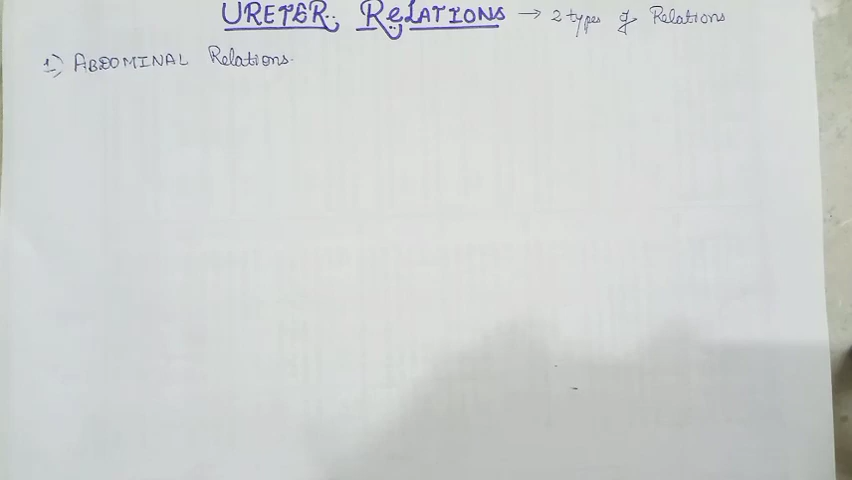 URETER RELATIONS → 2 types of Relations
1) ABDOMINAL Relations.